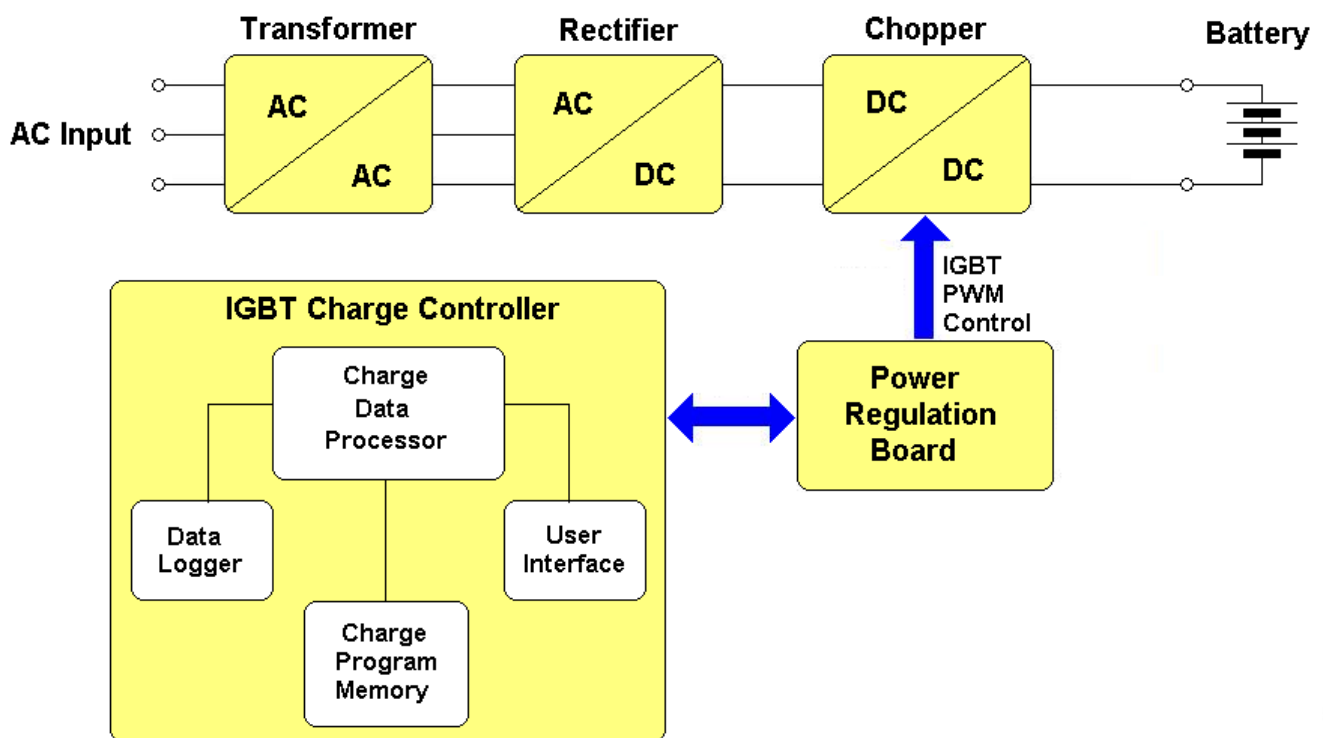 Transformer
Rectifier
Chopper
Battery
AC Input
AC
AC
AC
DC
DC
DC
IGBT
PWM
Control
IGBT Charge Controller
Charge
Data
Processor
Data
Logger
User
Interface
Charge
Program
Memory
Power
Regulation
Board